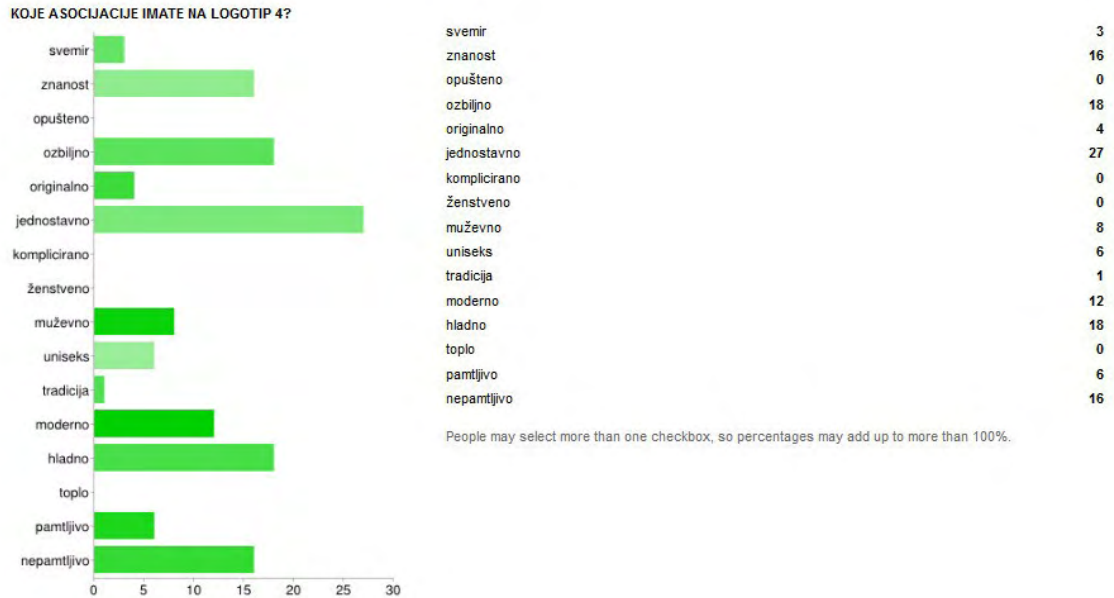 KOJE ASOCIJACIJE IMATE NA LOGOTIP 4?
svemir
znanost
opušteno
ozbiljno
originalno
jednostavno
komplicirano
ženstveno
muževno
uniseks
tradicija
moderno
hladno
toplo
pamtljivo
nepamtljivo
0 5 10 15 20 25 30
svemir 3
znanost 16
opušteno 0
ozbiljno 18
originalno 4
jednostavno 27
komplicirano 0
ženstveno 0
muževno 8
uniseks 6
tradicija 1
moderno 12
hladno 18
toplo 0
pamtljivo 6
nepamtljivo 16
People may select more than one checkbox, so percentages may add up to more than 100%.